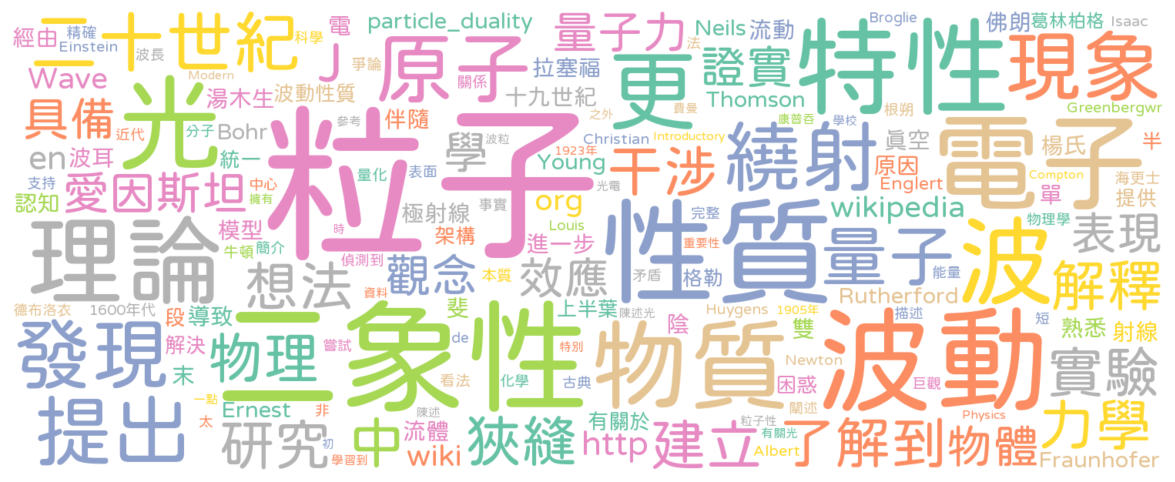 經由
精確
Einstein
二十世紀
科學
波長
Modern
J
電
爭論
particle_duality
原子
關係
量子力
法
拉塞福
Neils
流動
Broglie
佛朗
葛林柏格
Isaac
證實
更
特性
現象
Wave
湯木生
波動性質
十九世紀
Thomson
根朔
Greenbergwr
具備
光
近代
分子
Bohr
參考
伴隨
波粒
費曼
之外
康普吞
學校
Christian
Introductory
眞空
楊氏
半
en
波耳
統一
粒子
學
1923年
Young
干涉
繞射
原因
Englert
電子
Compton
海更士
提供
單
支持
認知
愛因斯坦
中心
擁有
量化
表面
光電
事實
極射線
org
Louis
性質
完整
重要性
wikipedia
物理學
表現
理論
模型
牛頓
簡介
時
偵測到
架構
進一步
本質
效應
矛盾
格勒
量子
能量
波
解釋
想法
觀念
資料
斐
上半葉
陳述光
陰
Huygens
1905年
雙
Rutherford
描述
短
熟悉
射線
德布洛衣
1600年代
段
導致
解決
末
發現
物理
二象性
嘗試
看法
de
化學
特別
古典
物質
Newton
困惑
波動
巨觀
實驗
提出
一點
太
Ernest
非
初
陳述
學習到
研究
中
流體
wiki
狹縫
有關於
http
建立
粒子性
有關光
闡述
Albert
了解到
Physics
物體
力學
Fraunhofer